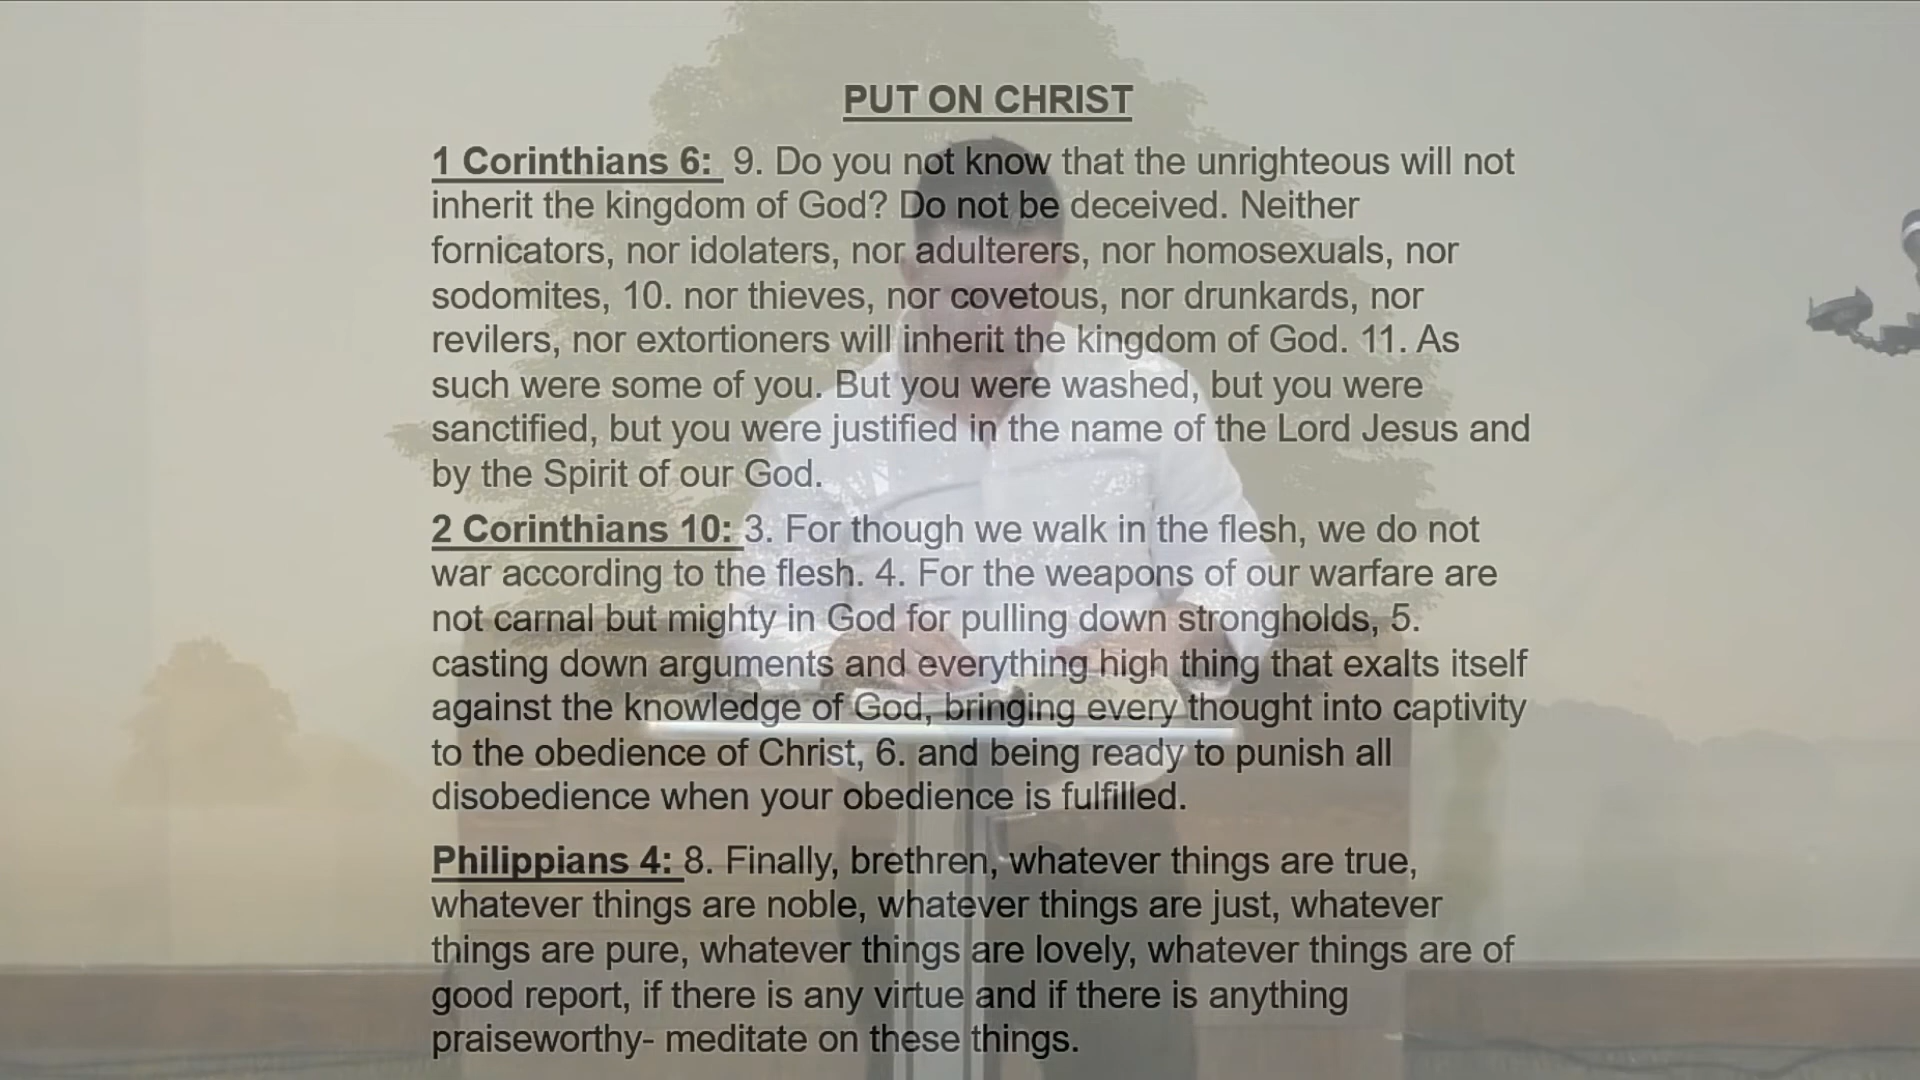 PUT ON CHRIST
1 Corinthians 6: 9. Do you not know that the unrighteous will not
inherit the kingdom of God? Do not be deceived. Neither
fornicators, nor idolaters, nor adulterers, nor homosexuals, nor
sodomites, 10. nor thieves, nor covetous, nor drunkards, nor
revilers, nor extortioners will inherit the kingdom of God. 11. As
such were some of you. But you were washed, but you were
sanctified, but you were justified in the name of the Lord Jesus and
by the Spirit of our God.
2 Corinthians 10: 3. For though we walk in the flesh, we do not
war according to the flesh. 4. For the weapons of our warfare are
not carnal but mighty in God for pulling down strongholds, 5.
casting down arguments and everything high thing that exalts itself
against the knowledge of God, bringing every thought into captivity
to the obedience of Christ, 6. and being ready to punish all
disobedience when your obedience is fulfilled.
Philippians 4: 8. Finally, brethren, whatever things are true,
whatever things are noble, whatever things are just, whatever
things are pure, whatever things are lovely, whatever things are of
good report, if there is any virtue and if there is anything
praiseworthy- meditate on these things.